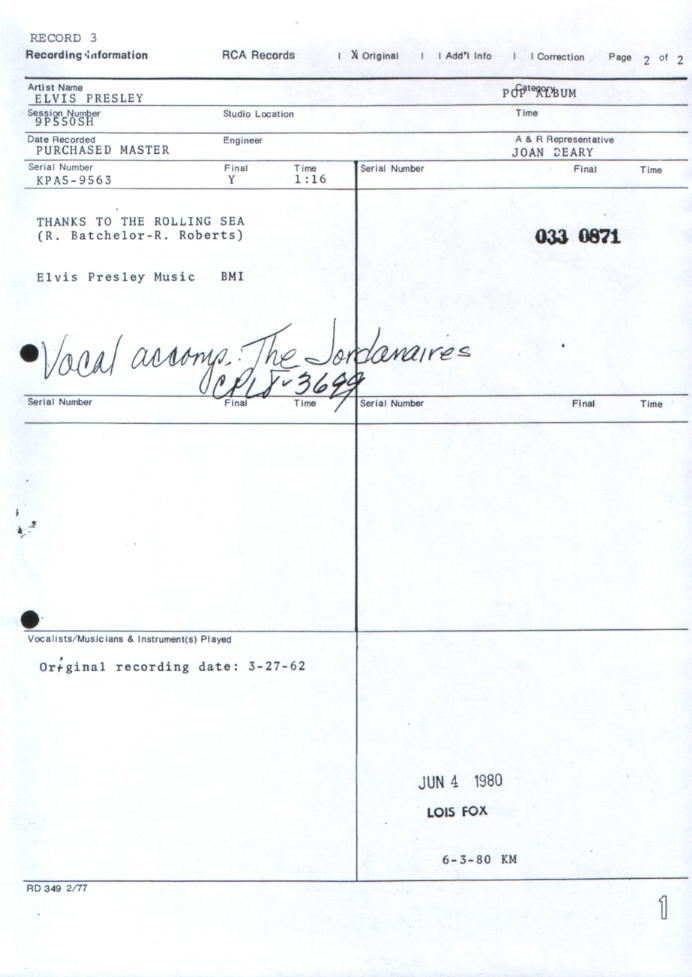 RECORD 3
Recording Information RCA Records | X Original | | Add'l Info | | Correction Page 2 of 2
Artist Name Category
ELVIS PRESLEY POP ALBUM
Session Number Studio Location Time
9P550SH
Date Recorded Engineer A & R Representative
PURCHASED MASTER JOAN DEARY
Serial Number Final Time Serial Number Final Time
KPA5-9563 Y 1:16
THANKS TO THE ROLLING SEA
(R. Batchelor-R. Roberts) 033 0871
Elvis Presley Music BMI
Vocal accomp.: The Jordanaires
CPL8-3699
Serial Number Final Time Serial Number Final Time
Vocalists/Musicians & Instrument(s) Played
Original recording date: 3-27-62
JUN 4 1980
LOIS FOX
6-3-80 KM
RD 349 2/77
1